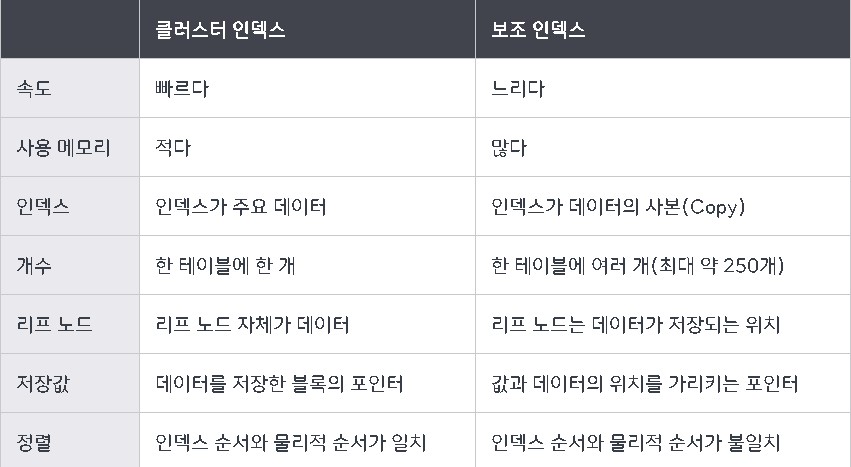 클러스터 인덱스 보조 인덱스
속도 빠르다 느리다
사용 메모리 적다 많다
인덱스 인덱스가 주요 데이터 인덱스가 데이터의 사본(Copy)
개수 한 테이블에 한 개 한 테이블에 여러 개(최대 약 250개)
리프 노드 리프 노드 자체가 데이터 리프 노드는 데이터가 저장되는 위치
저장값 데이터를 저장한 블록의 포인터 값과 데이터의 위치를 가리키는 포인터
정렬 인덱스 순서와 물리적 순서가 일치 인덱스 순서와 물리적 순서가 불일치